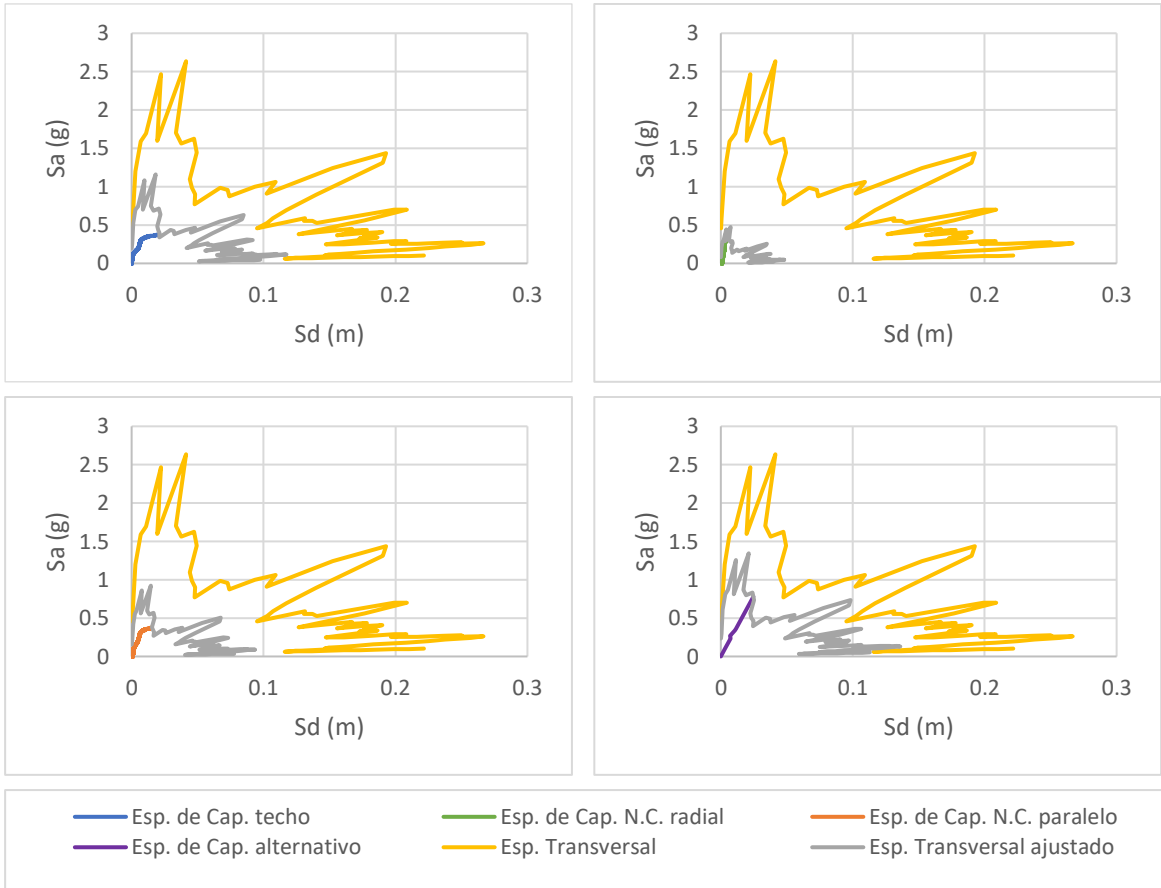 3
2.5
2
1.5
1
0.5
0
Sa (g)
0 0.1 0.2 0.3
Sd (m)
3
2.5
2
1.5
1
0.5
0
Sa (g)
0 0.1 0.2 0.3
Sd (m)
3
2.5
2
1.5
1
0.5
0
Sa (g)
0 0.1 0.2 0.3
Sd (m)
3
2.5
2
1.5
1
0.5
0
Sa (g)
0 0.1 0.2 0.3
Sd (m)
Esp. de Cap. techo Esp. de Cap. N.C. radial Esp. de Cap. N.C. paralelo
Esp. de Cap. alternativo Esp. Transversal Esp. Transversal ajustado